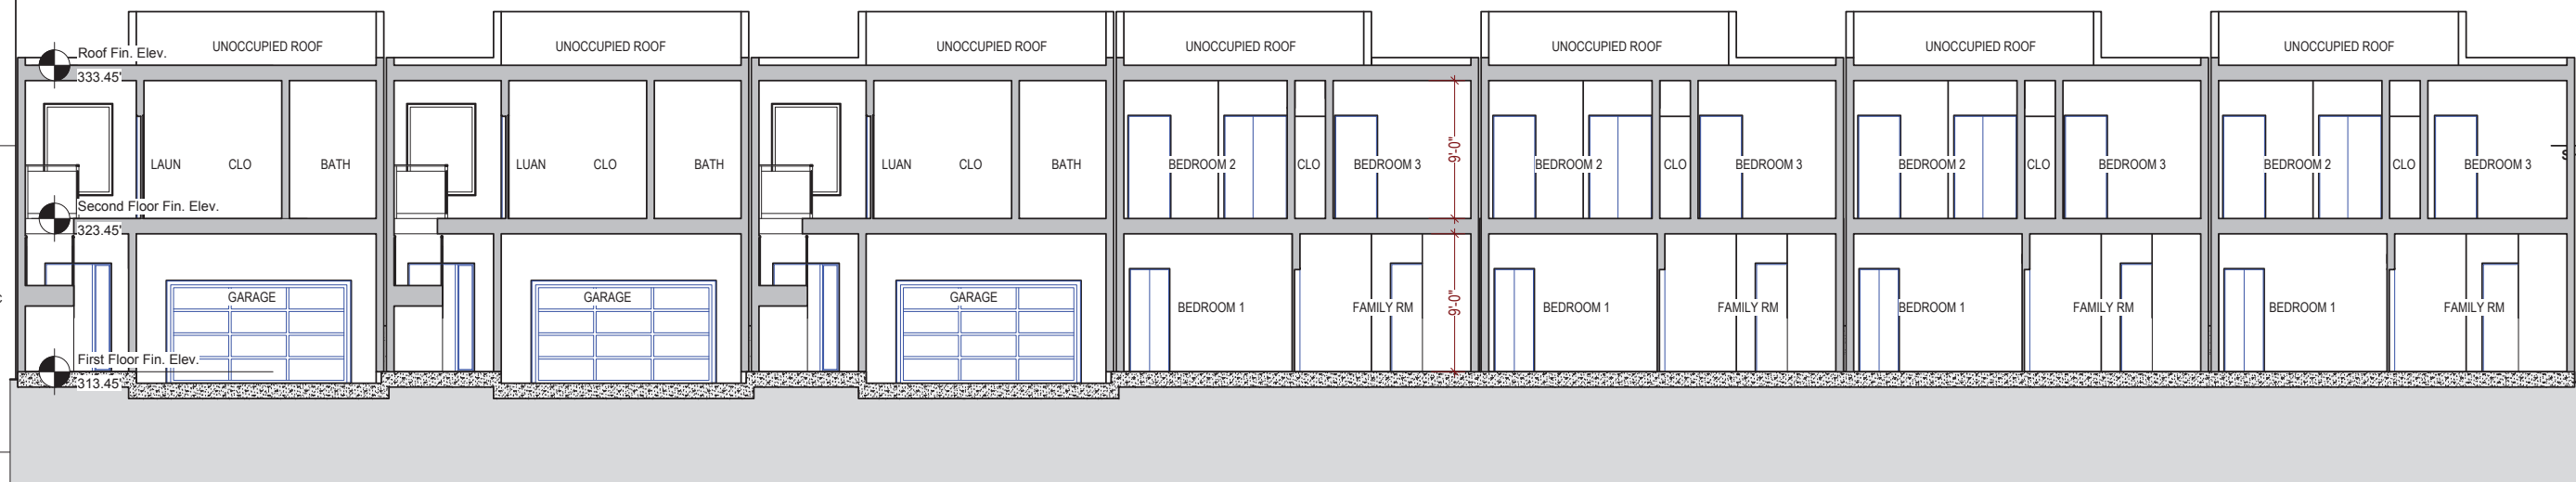 UNOCCUPIED ROOF UNOCCUPIED ROOF UNOCCUPIED ROOF UNOCCUPIED ROOF UNOCCUPIED ROOF UNOCCUPIED ROOF UNOCCUPIED ROOF
Roof Fin. Elev.
333.45'
9'-0"
LAUN CLO BATH LUAN CLO BATH LUAN CLO BATH BEDROOM 2 CLO BEDROOM 3 BEDROOM 2 CLO BEDROOM 3 BEDROOM 2 CLO BEDROOM 3 BEDROOM 2 CLO BEDROOM 3
Second Floor Fin. Elev.
323.45'
GARAGE GARAGE GARAGE
9'-0"
BEDROOM 1 FAMILY RM BEDROOM 1 FAMILY RM BEDROOM 1 FAMILY RM BEDROOM 1 FAMILY RM
First Floor Fin. Elev.
313.45'